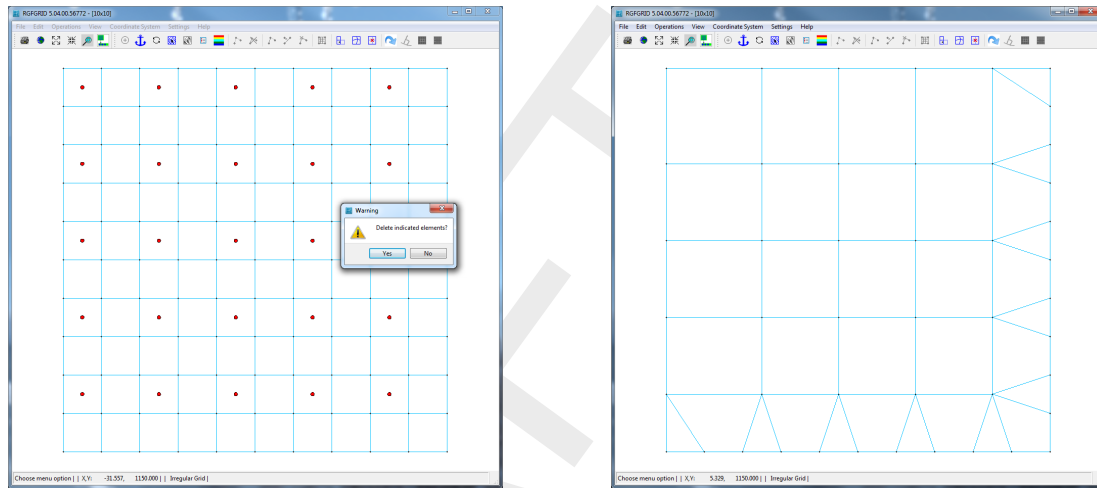 RGFGRID 5.04.00.56772 - [10x10]
File Edit Operations View Coordinate System Settings Help
Warning
Delete indicated elements?
Yes No
Choose menu option | | X,Y: -31.557, 1150.000 | | Irregular Grid |
RGFGRID 5.04.00.56772 - [10x10]
File Edit Operations View Coordinate System Settings Help
Choose menu option | | X,Y: 5.329, 1150.000 | | Irregular Grid |